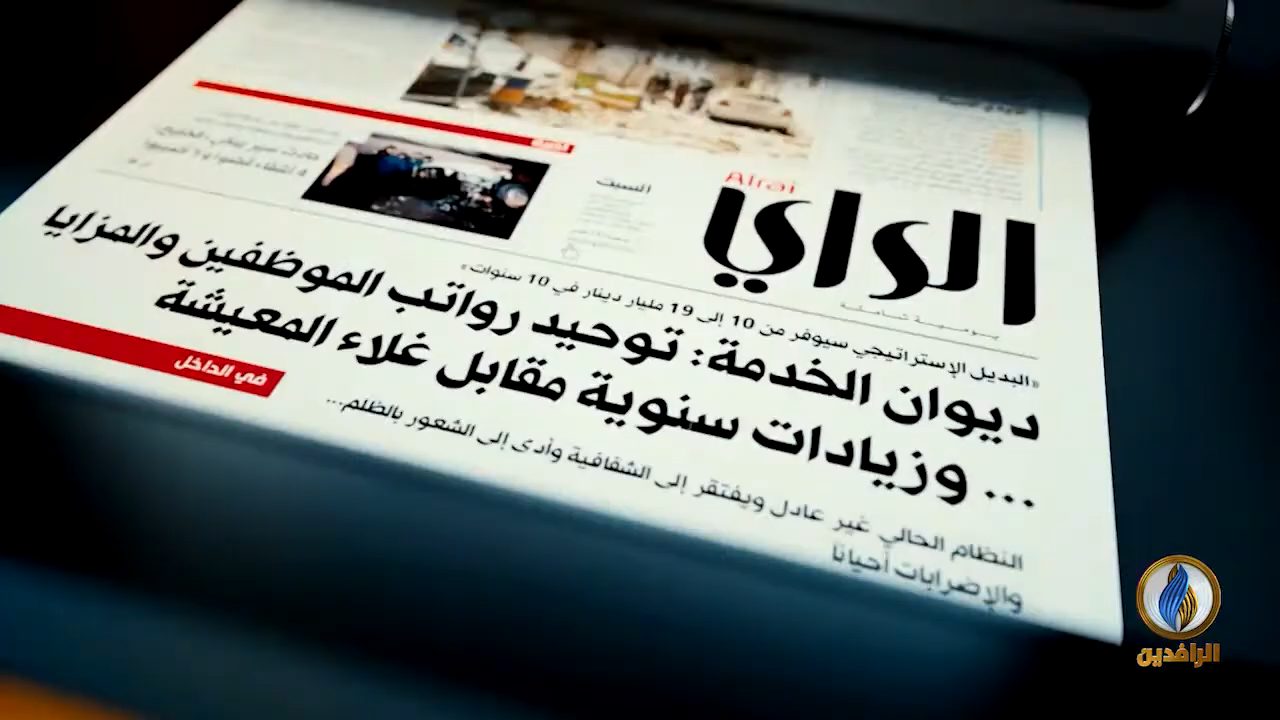 Alrai
الراي
يومية شاملة
السبت
«البديل الإستراتيجي سيوفر من 10 إلى 19 مليار دينار في 10 سنوات»
ديوان الخدمة: توحيد رواتب الموظفين والمزايا
... وزيادات سنوية مقابل غلاء المعيشة
في الداخل
النظام الحالي غير عادل ويفتقر إلى الشفافية وأدى إلى الشعور بالظلم...
والإضرابات أحيانا
الرافدين